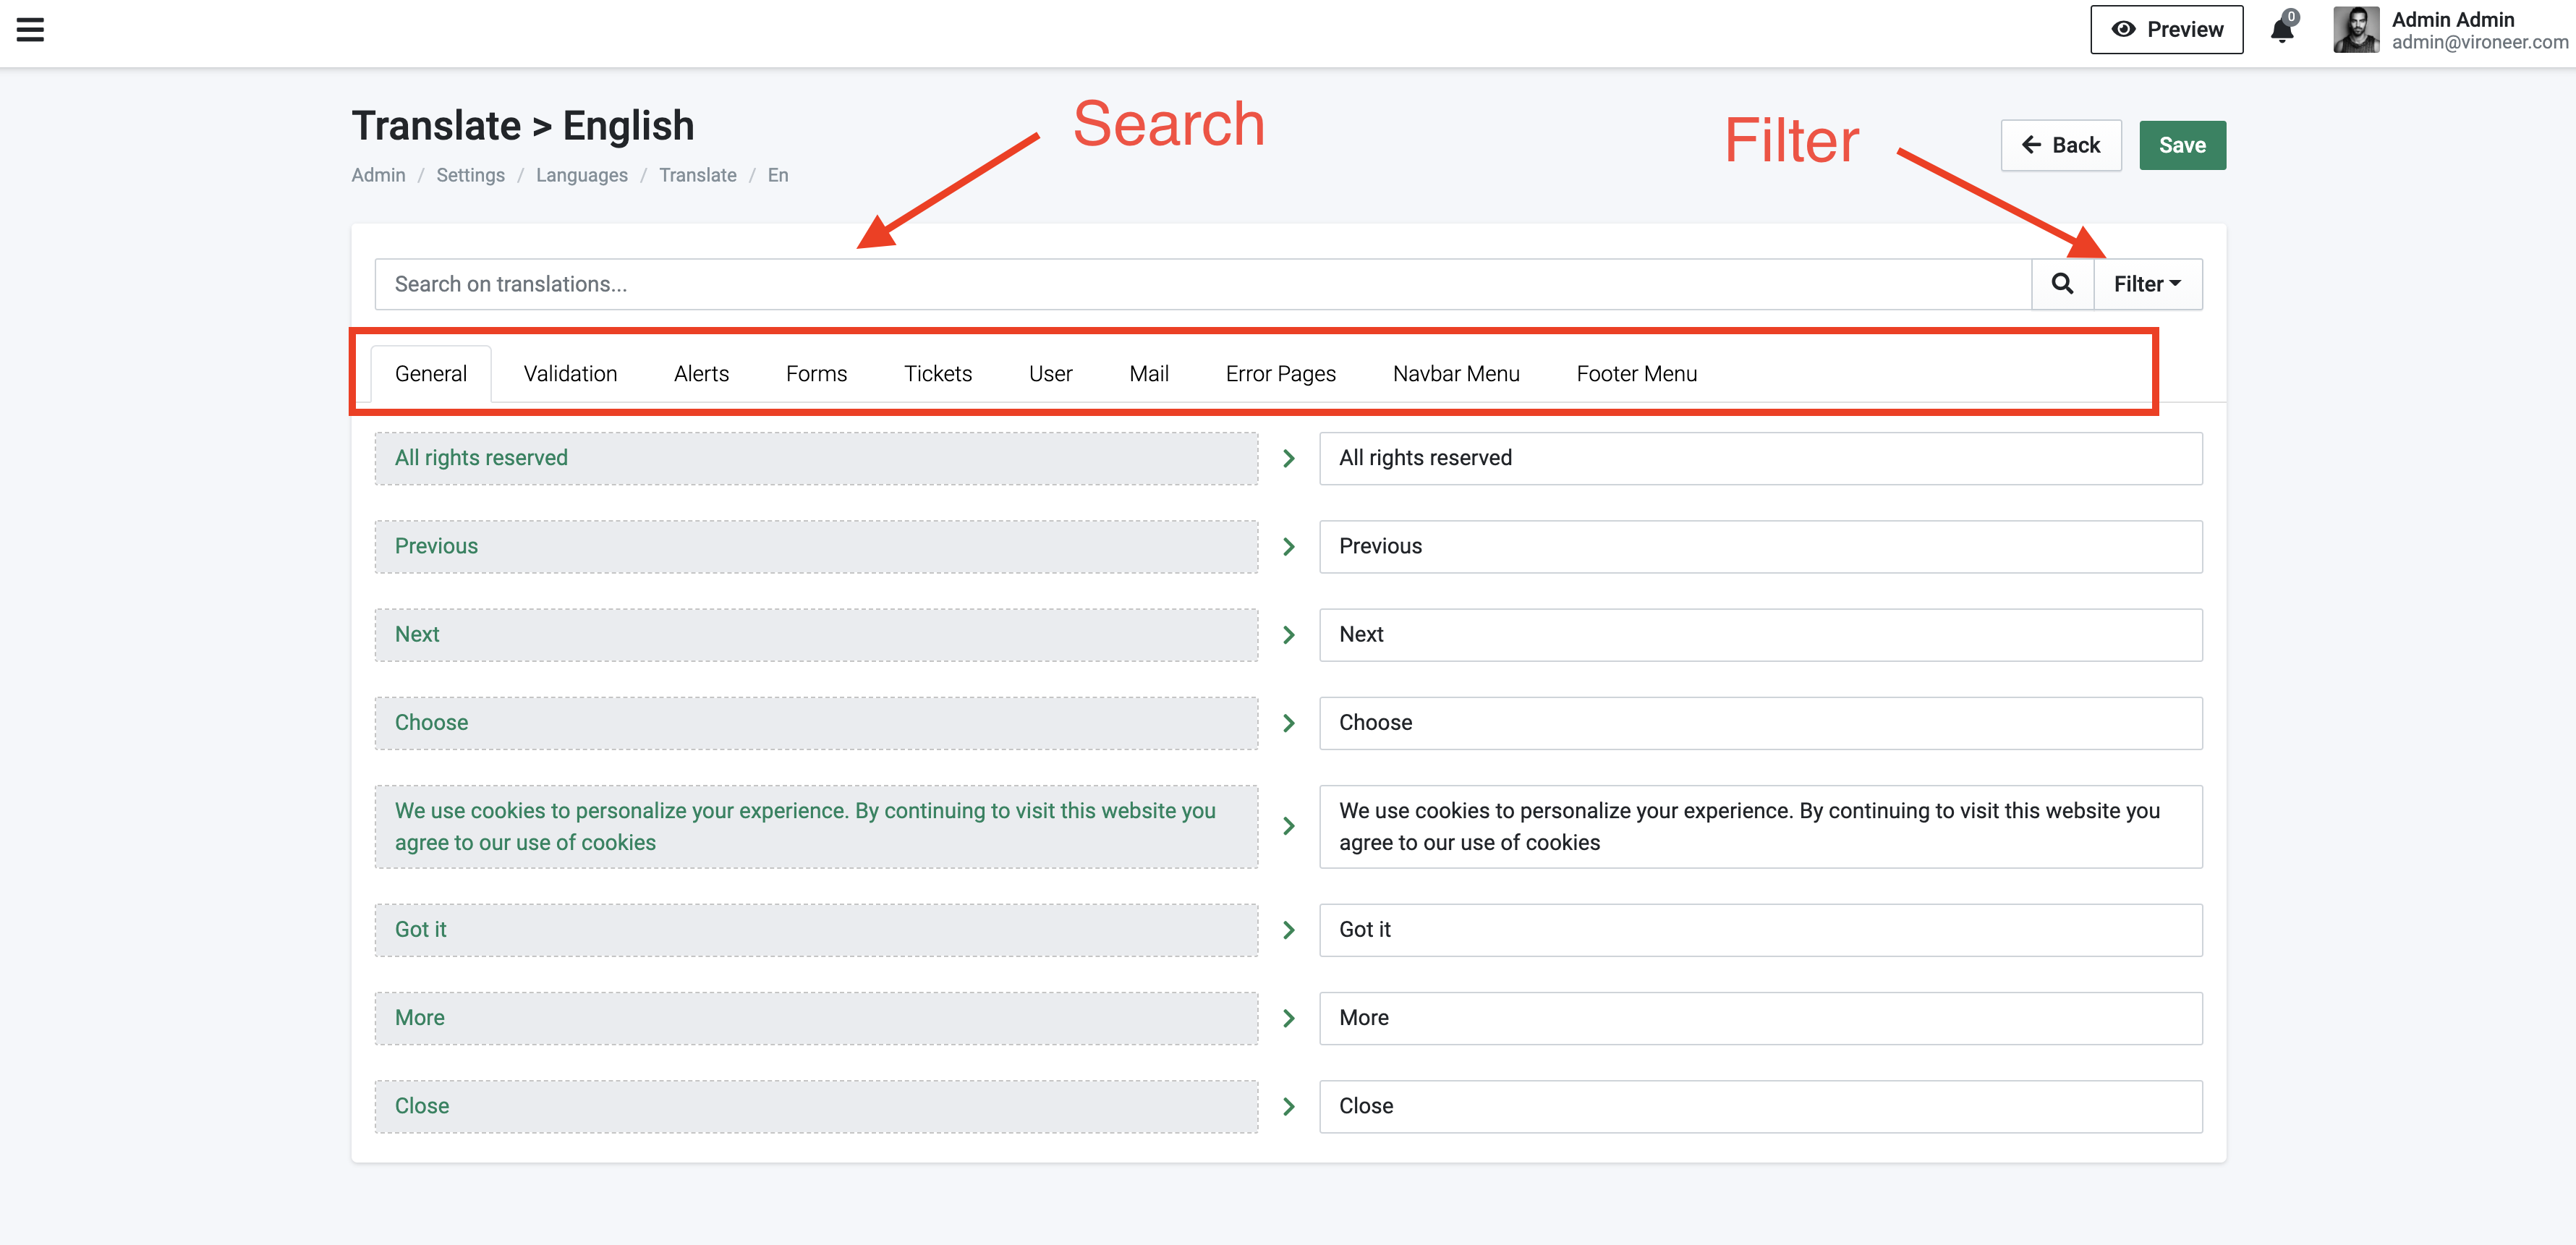 Preview
0
Admin Admin
admin@vironeer.com
Translate > English
Search
Filter
Back
Save
Admin / Settings / Languages / Translate / En
Search on translations...
Filter
General Validation Alerts Forms Tickets User Mail Error Pages Navbar Menu Footer Menu
All rights reserved
All rights reserved
Previous
Previous
Next
Next
Choose
Choose
We use cookies to personalize your experience. By continuing to visit this website you
agree to our use of cookies
We use cookies to personalize your experience. By continuing to visit this website you
agree to our use of cookies
Got it
Got it
More
More
Close
Close